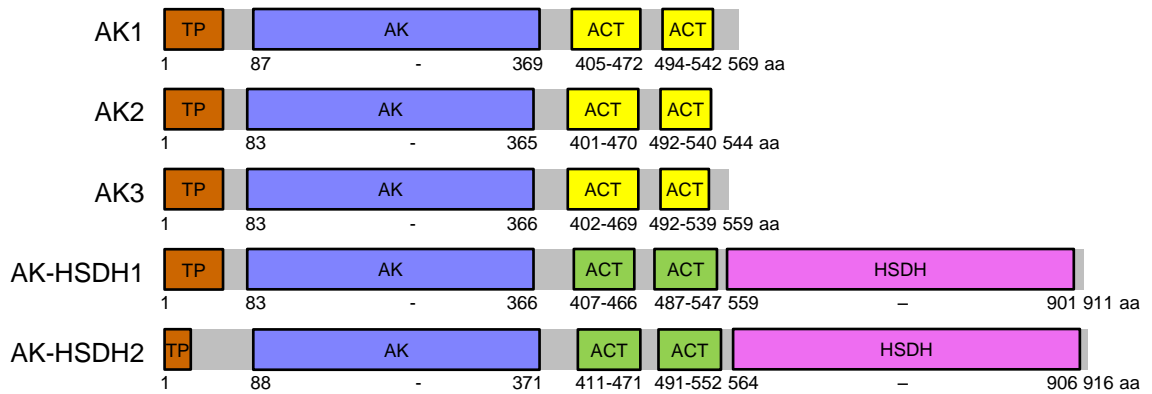 AK1 TP AK ACT ACT
1 87 - 369 405-472 494-542 569 aa
AK2 TP AK ACT ACT
1 83 - 365 401-470 492-540 544 aa
AK3 TP AK ACT ACT
1 83 - 366 402-469 492-539 559 aa
AK-HSDH1 TP AK ACT ACT HSDH
1 83 - 366 407-466 487-547 559 – 901 911 aa
AK-HSDH2 TP AK ACT ACT HSDH
1 88 - 371 411-471 491-552 564 – 906 916 aa